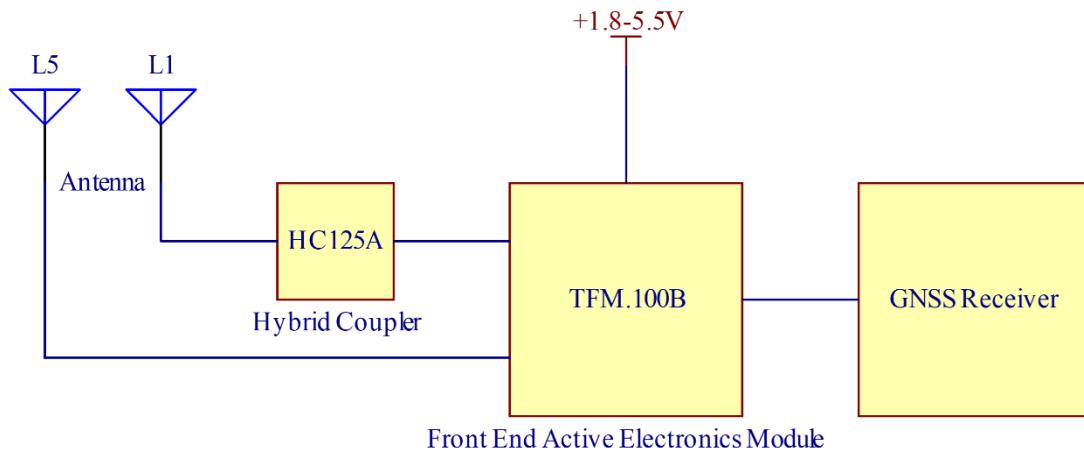 +1.8-5.5V
L5
L1
Antenna
HC125A
Hybrid Coupler
TFM.100B
Front End Active Electronics Module
GNSS Receiver